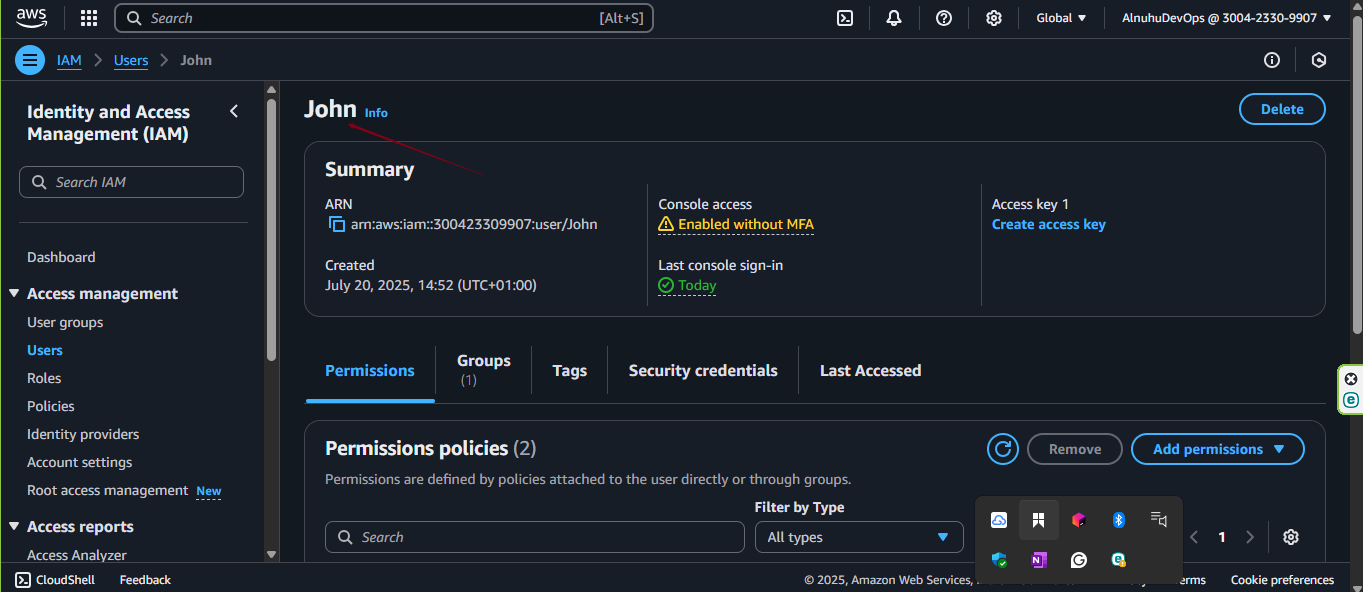 aws
Search [Alt+S]
Global
AlnuhuDevOps @ 3004-2330-9907
IAM > Users > John
Identity and Access
Management (IAM)
Search IAM
Dashboard
Access management
User groups
Users
Roles
Policies
Identity providers
Account settings
Root access management New
Access reports
Access Analyzer
John Info
Delete
Summary
ARN
arn:aws:iam::300423309907:user/John
Created
July 20, 2025, 14:52 (UTC+01:00)
Console access
Enabled without MFA
Last console sign-in
Today
Access key 1
Create access key
Permissions
Groups
(1)
Tags
Security credentials
Last Accessed
Permissions policies (2)
Remove
Add permissions
Permissions are defined by policies attached to the user directly or through groups.
Filter by Type
Search
All types
1
CloudShell
Feedback
© 2025, Amazon Web Services,
Cookie preferences